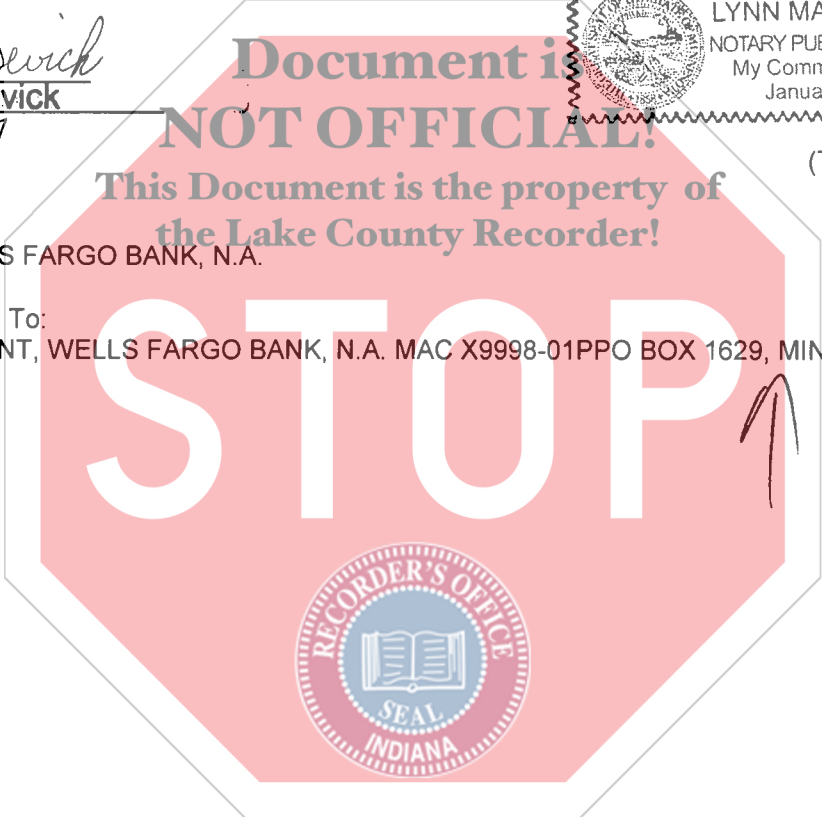 LYNN MA
NOTARY PUE
My Comm
Janua
evich
vick
Document is
NOT OFFICIAL!
This Document is the property of
the Lake County Recorder!
(T
S FARGO BANK, N.A.
To:
NT, WELLS FARGO BANK, N.A. MAC X9998-01PPO BOX 1629, MIN
STOP
RECORDER'S OFFICE
SEAL
INDIANA